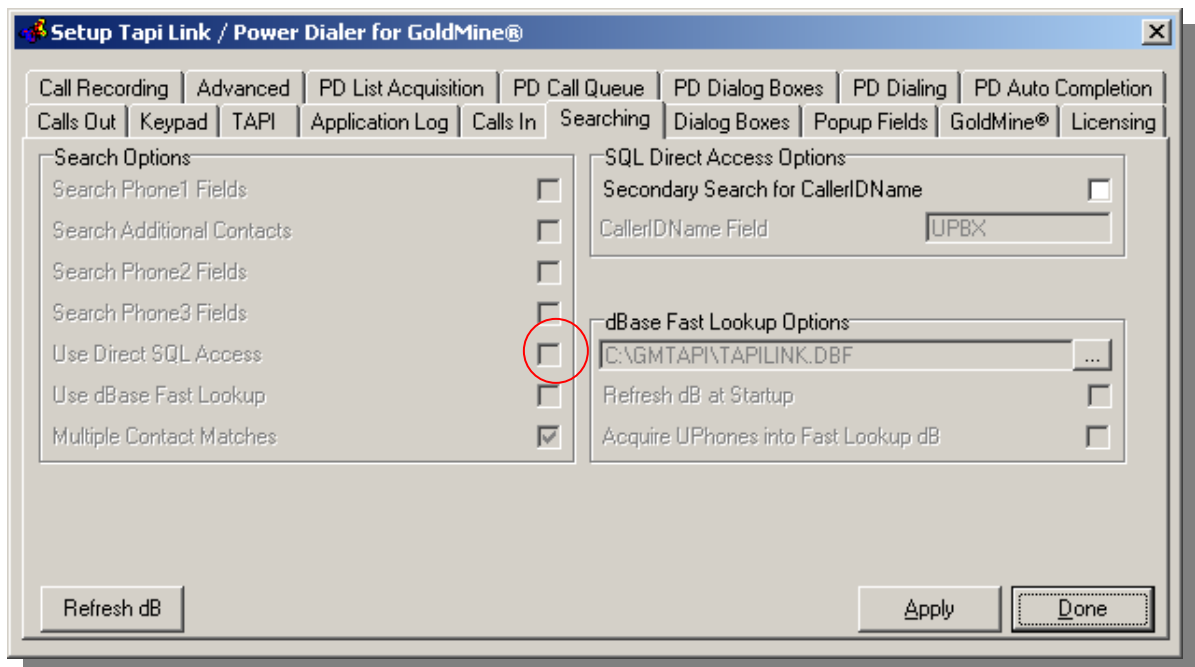 Setup Tapi Link / Power Dialer for GoldMine®
Call Recording Advanced PD List Acquisition PD Call Queue PD Dialog Boxes PD Dialing PD Auto Completion
Calls Out Keypad TAPI Application Log Calls In Searching Dialog Boxes Popup Fields GoldMine® Licensing
Search Options
Search Phone1 Fields
Search Additional Contacts
Search Phone2 Fields
Search Phone3 Fields
Use Direct SQL Access
Use dBase Fast Lookup
Multiple Contact Matches
SQL Direct Access Options
Secondary Search for CallerIDName
CallerIDName Field UPBX
dBase Fast Lookup Options
C:\GMTAPI\TAPILINK.DBF ...
Refresh dB at Startup
Acquire UPhones into Fast Lookup dB
Refresh dB Apply Done